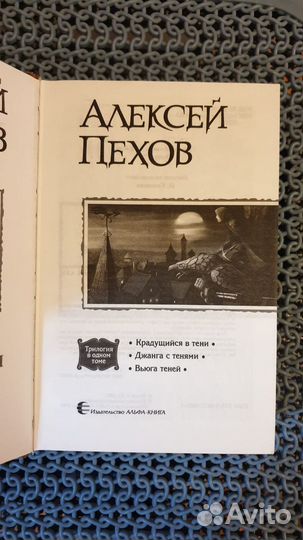 АЛЕКСЕЙ
ПЕХОВ
Трилогия
в одном
томе
• Крадущийся в тени •
• Джанга с тенями •
• Вьюга теней •
Издательство АЛЬФА-КНИГА
Avito